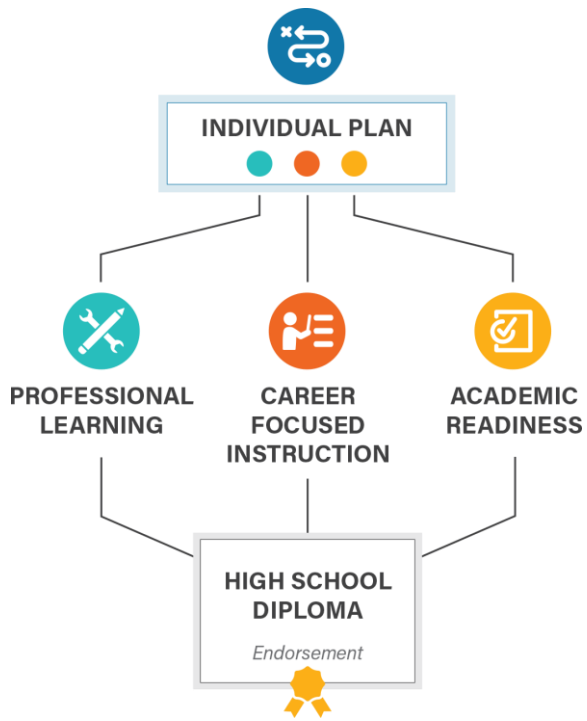 INDIVIDUAL PLAN
PROFESSIONAL
LEARNING
CAREER
FOCUSED
INSTRUCTION
ACADEMIC
READINESS
HIGH SCHOOL
DIPLOMA
Endorsement